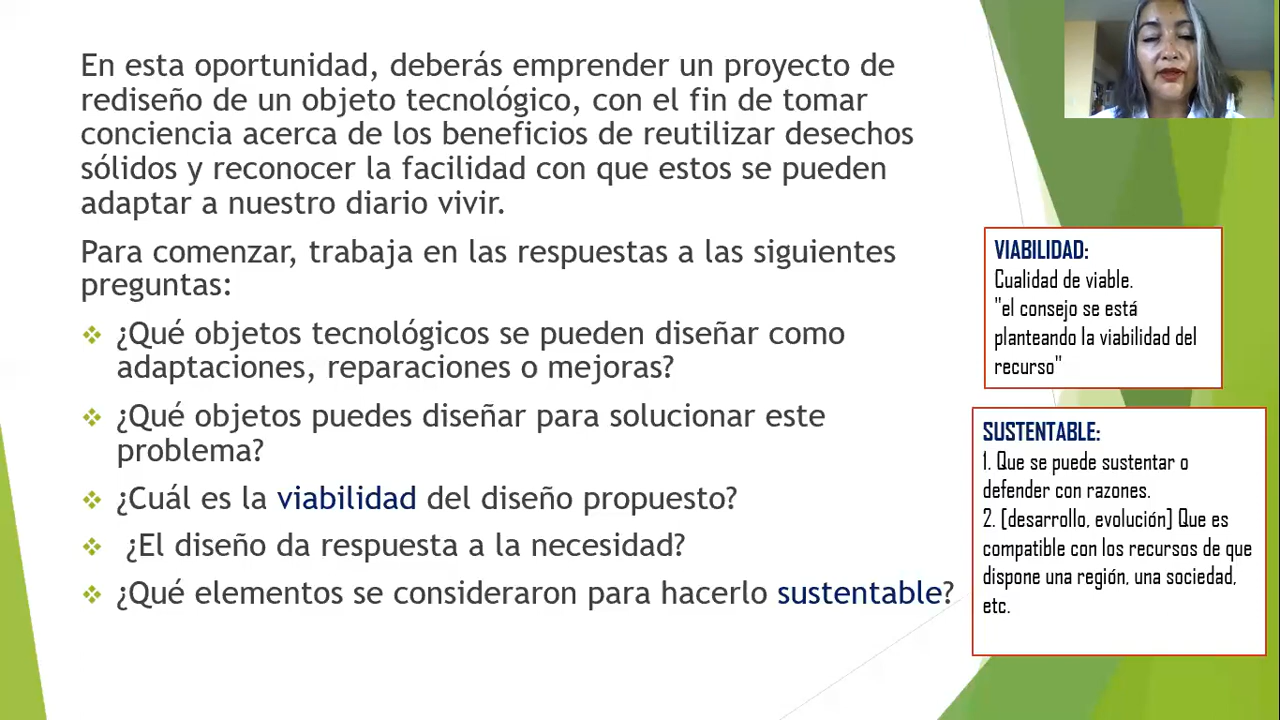 En esta oportunidad, deberás emprender un proyecto de
rediseño de un objeto tecnológico, con el fin de tomar
conciencia acerca de los beneficios de reutilizar desechos
sólidos y reconocer la facilidad con que estos se pueden
adaptar a nuestro diario vivir.
Para comenzar, trabaja en las respuestas a las siguientes
preguntas:
¿Qué objetos tecnológicos se pueden diseñar como
adaptaciones, reparaciones o mejoras?
¿Qué objetos puedes diseñar para solucionar este
problema?
¿Cuál es la viabilidad del diseño propuesto?
¿El diseño da respuesta a la necesidad?
¿Qué elementos se consideraron para hacerlo sustentable?
VIABILIDAD:
Cualidad de viable.
"el consejo se está
planteando la viabilidad del
recurso"
SUSTENTABLE:
1. Que se puede sustentar o
defender con razones.
2. [desarrollo, evolución] Que es
compatible con los recursos de que
dispone una región, una sociedad,
etc.